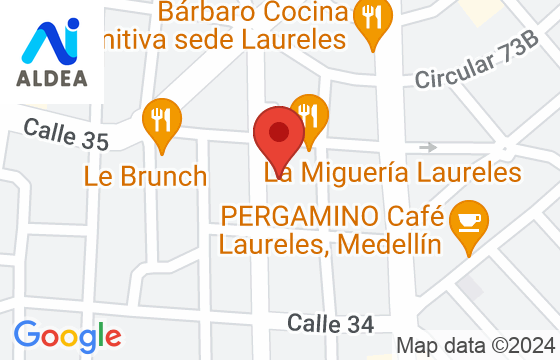 ALDEA
Bárbaro Cocina
nitiva sede Laureles
Circular 73B
Calle 35
Le Brunch
La Miguería Laureles
PERGAMINO Café
Laureles, Medellín
Calle 34
Google
Map data ©2024